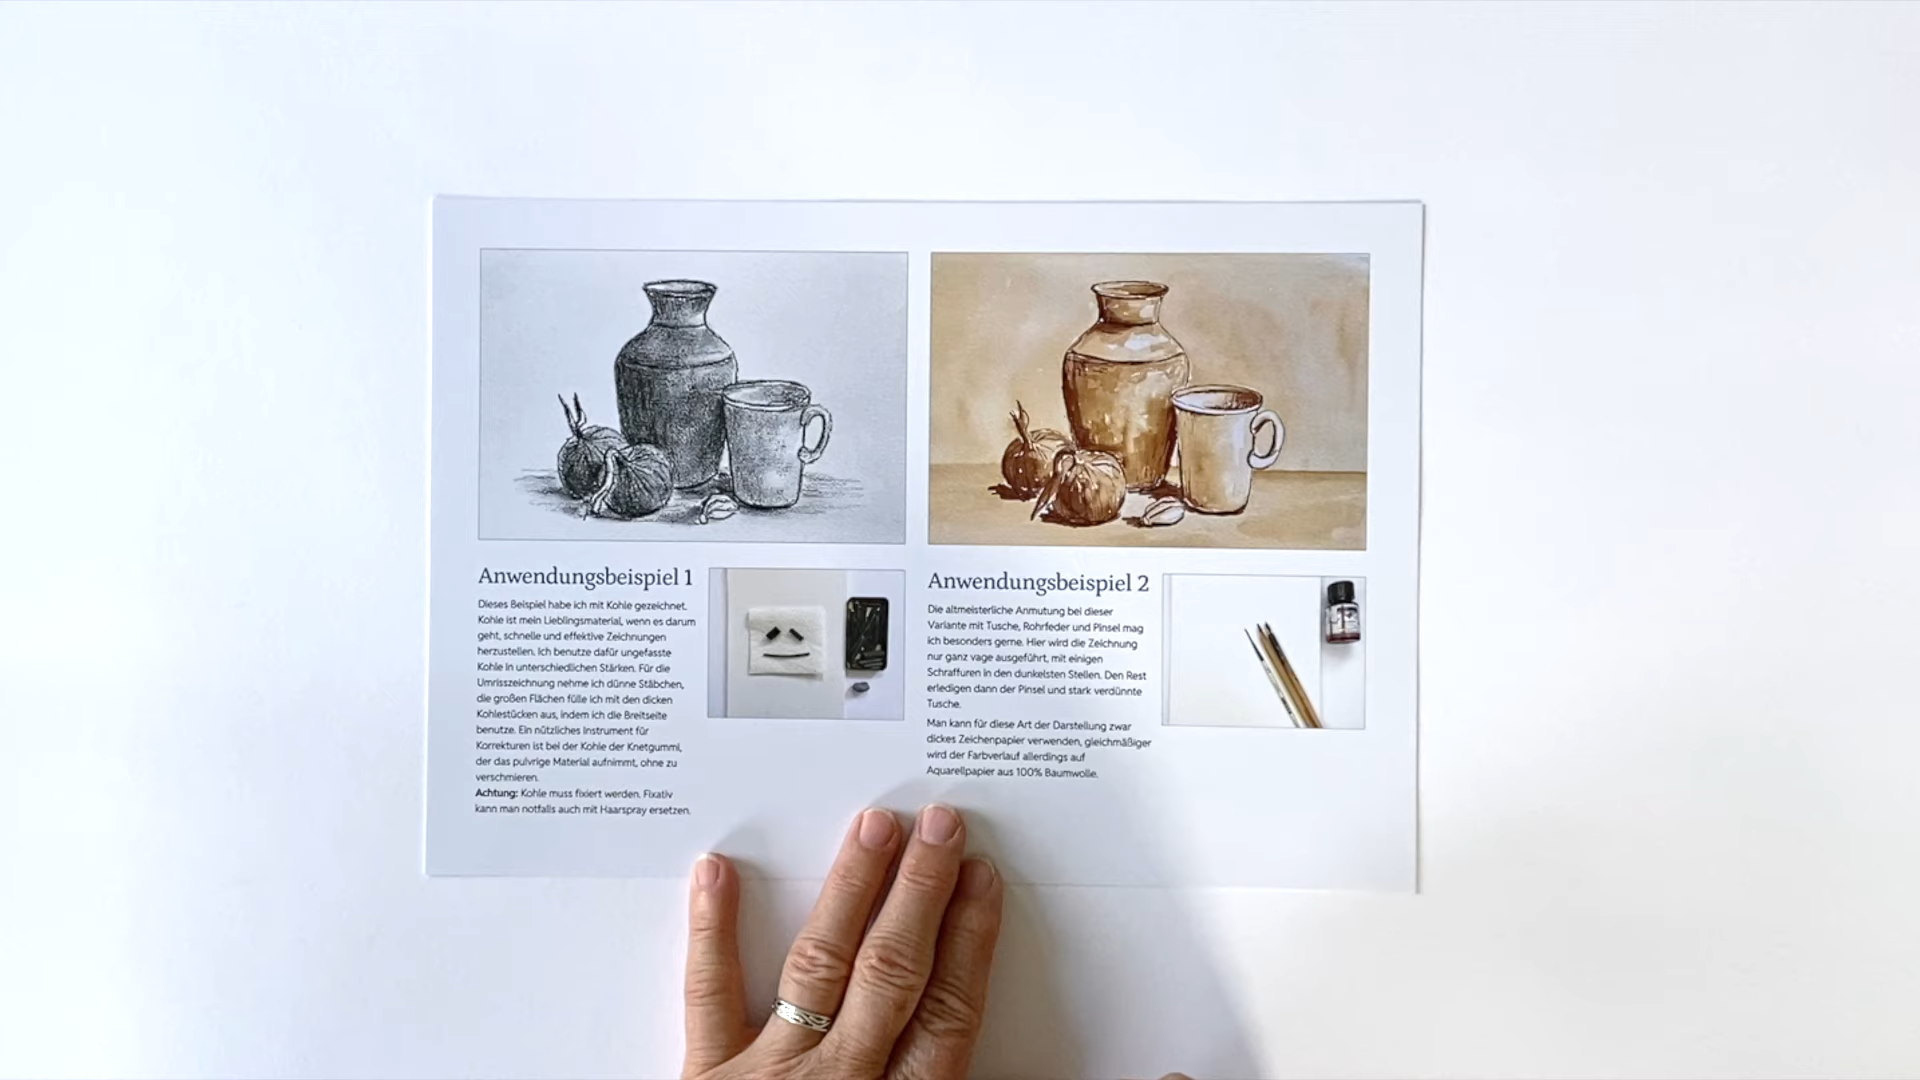 Anwendungsbeispiel 1
Dieses Beispiel habe ich mit Kohle gezeichnet.
Kohle ist mein Lieblingsmaterial, wenn es darum
geht, schnelle und effektive Zeichnungen
herzustellen. Ich benutze dafür ungefasste
Kohle in unterschiedlichen Stärken. Für die
Umrisszeichnung nehme ich dünne Stäbchen,
die großen Flächen fülle ich mit den dicken
Kohlestücken aus, indem ich die Breitseite
benutze. Ein nützliches Instrument für
Korrekturen ist bei der Kohle der Knetgummi,
der das pulvrige Material aufnimmt, ohne zu
verschmieren.
Achtung: Kohle muss fixiert werden. Fixativ
kann man notfalls auch mit Haarspray ersetzen.
Anwendungsbeispiel 2
Die altmeisterliche Anmutung bei dieser
Variante mit Tusche, Rohrfeder und Pinsel mag
ich besonders gerne. Hier wird die Zeichnung
nur ganz vage ausgeführt, mit einigen
Schraffuren in den dunkelsten Stellen. Den Rest
erledigen dann der Pinsel und stark verdünnte
Tusche.
Man kann für diese Art der Darstellung zwar
dickes Zeichenpapier verwenden, gleichmäßiger
wird der Farbverlauf allerdings auf
Aquarellpapier aus 100% Baumwolle.